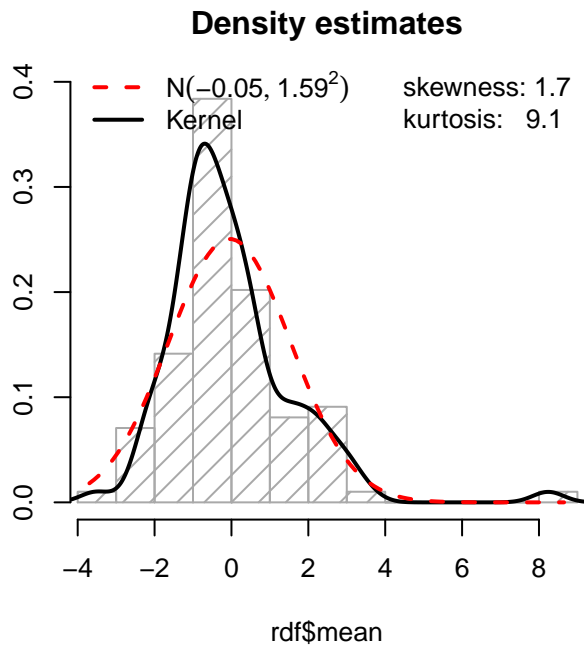 Density estimates
N(−0.05, 1.59²) skewness: 1.7
Kernel kurtosis: 9.1
0.4
0.3
0.2
0.1
0.0
−4 −2 0 2 4 6 8
rdf$mean